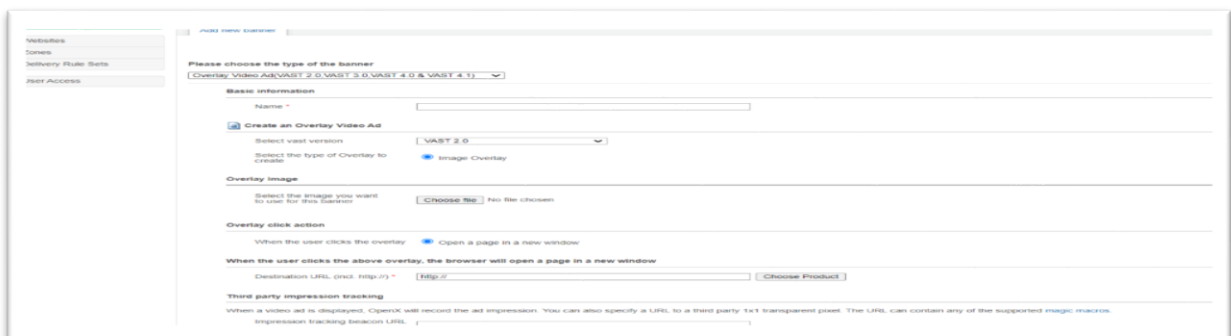 Add new banner
Websites
Zones
Delivery Rule Sets
User Access
Please choose the type of the banner
Overlay Video Ad(VAST 2.0,VAST 3.0,VAST 4.0 & VAST 4.1)
Basic information
Name *
Create an Overlay Video Ad
Select vast version VAST 2.0
Select the type of Overlay to
create
Image Overlay
Overlay image
Select the image you want
to use for this banner
Choose file No file chosen
Overlay click action
When the user clicks the overlay Open a page in a new window
When the user clicks the above overlay, the browser will open a page in a new window
Destination URL (incl. http://) * http:// Choose Product
Third party impression tracking
When a video ad is displayed, OpenX will record the ad impression. You can also specify a URL to a third party 1x1 transparent pixel. The URL can contain any of the supported magic macros.
Impression tracking beacon URL